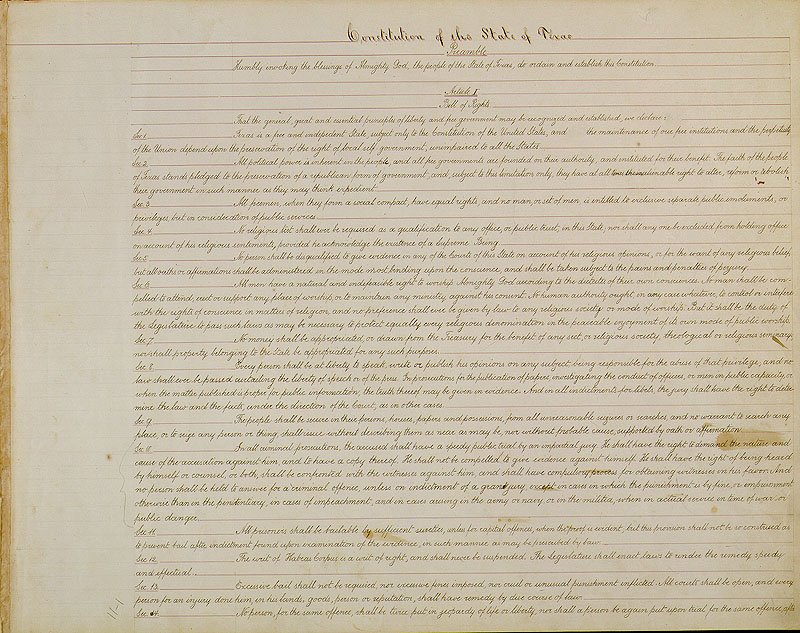 Constitution of the State of Texas
Preamble
Humbly invoking the blessings of Almighty God, the people of the State of Texas, do ordain and establish this Constitution.
Article I
Bill of Rights
That the general, great and essential principles of liberty and free government may be recognized and established, we declare:
Sec. 1. Texas is a free and independent State, subject only to the Constitution of the United States, and the maintenance of our free institutions and the perpetuity
of the Union depend upon the preservation of the right of local self government, unimpaired to all the States.
Sec. 2. All political power is inherent in the people, and all free governments are founded on their authority, and instituted for their benefit. The faith of the people
of Texas stands pledged to the preservation of a republican form of government, and, subject to this limitation only, they have at all times the inalienable right to alter, reform or abolish
their government in such manner as they may think expedient.
Sec. 3. All freemen, when they form a social compact, have equal rights, and no man, or set of men, is entitled to exclusive separate public emoluments, or
privileges, but in consideration of public services.
Sec. 4. No religious test shall ever be required as a qualification to any office, or public trust, in this State, nor shall any one be excluded from holding office
on account of his religious sentiments, provided he acknowledge the existence of a Supreme Being.
Sec. 5. No person shall be disqualified to give evidence in any of the Courts of this State on account of his religious opinions, or for the want of any religious belief,
but all oaths or affirmations shall be administered in the mode most binding upon the conscience, and shall be taken subject to the pains and penalties of perjury.
Sec. 6. All men have a natural and indefeasible right to worship Almighty God according to the dictates of their own consciences. No man shall be com-
pelled to attend, erect or support any place of worship, or to maintain any ministry against his consent. No human authority ought, in any case whatever, to control or interfere
with the rights of conscience in matters of religion, and no preference shall ever be given by law to any religious society or mode of worship. But it shall be the duty of
the Legislature to pass such laws as may be necessary to protect equally every religious denomination in the peaceable enjoyment of its own mode of public worship.
Sec. 7. No money shall be appropriated, or drawn from the Treasury for the benefit of any sect, or religious society, theological or religious seminary,
nor shall property belonging to the State be appropriated for any such purposes.
Sec. 8. Every person shall be at liberty to speak, write or publish his opinions on any subject, being responsible for the abuse of that privilege, and no
law shall ever be passed curtailing the liberty of speech or of the press. In prosecutions for the publication of papers, investigating the conduct of officers, or men in public capacity, or
when the matter published is proper for public information, the truth thereof may be given in evidence. And in all indictments for libels, the jury shall have the right to deter-
mine the law and the facts, under the direction of the Court, as in other cases.
Sec. 9. The people shall be secure in their persons, houses, papers and possessions, from all unreasonable seizures or searches, and no warrant to search any
place, or to seize any person or thing, shall issue without describing them as near as may be, nor without probable cause, supported by oath or affirmation.
Sec. 10. In all criminal prosecutions, the accused shall have a speedy public trial by an impartial jury. He shall have the right to demand the nature and
cause of the accusation against him, and to have a copy thereof. He shall not be compelled to give evidence against himself. He shall have the right of being heard
by himself or counsel, or both, shall be confronted with the witnesses against him, and shall have compulsory process for obtaining witnesses in his favor. And
no person shall be held to answer for a criminal offence, unless on indictment of a grand jury, except in cases in which the punishment is by fine, or imprisonment
otherwise than in the penitentiary, in cases of impeachment, and in cases arising in the army or navy, or in the militia, when in actual service in time of war, or
public danger.
Sec. 11. All prisoners shall be bailable by sufficient sureties, unless for capital offences, when the proof is evident, but this provision shall not be so construed as
to prevent bail after indictment found upon examination of the evidence, in such manner as may be prescribed by law.
Sec. 12. The writ of Habeas Corpus is a writ of right, and shall never be suspended. The Legislature shall enact laws to render the remedy speedy
and effectual.
Sec. 13. Excessive bail shall not be required, nor excessive fines imposed, nor cruel or unusual punishment inflicted. All courts shall be open, and every
person for an injury done him, in his lands, goods, person or reputation, shall have remedy by due course of law.
Sec. 14. No person, for the same offence, shall be twice put in jeopardy of life or liberty, nor shall a person be again put upon trial for the same offence, after
11-1